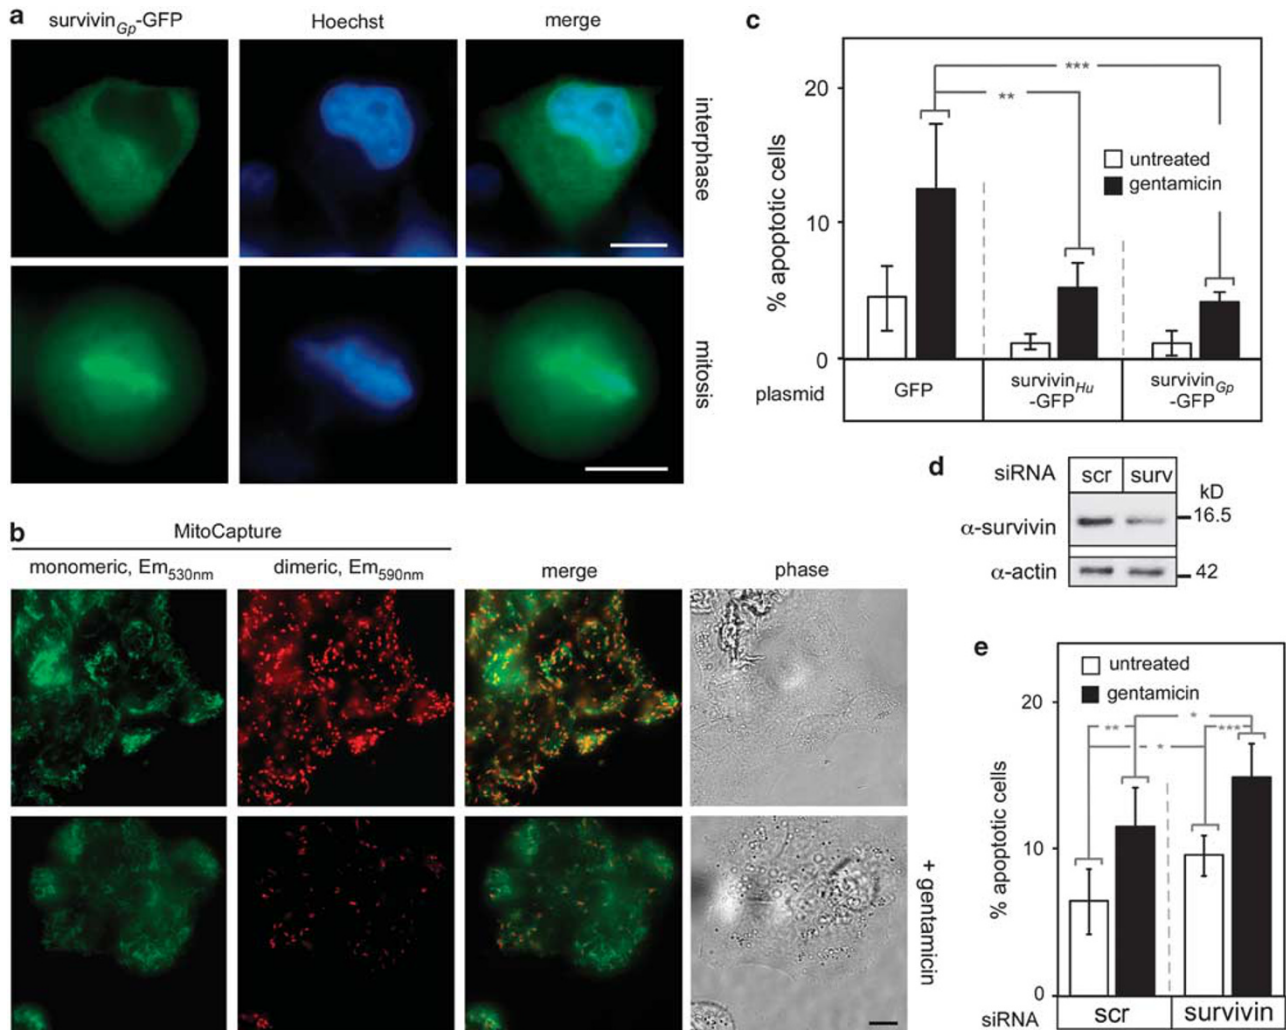 a
survivinGp-GFP Hoechst merge
interphase
mitosis
b
MitoCapture
monomeric, Em530nm dimeric, Em590nm merge phase
+ gentamicin
c
% apoptotic cells
20
10
0
***
**
untreated
gentamicin
plasmid GFP survivinHu survivinGp
-GFP -GFP
d
siRNA scr surv kD
α-survivin 16.5
α-actin 42
e
% apoptotic cells
20
10
0
untreated
gentamicin
*
** ***
*
siRNA scr survivin